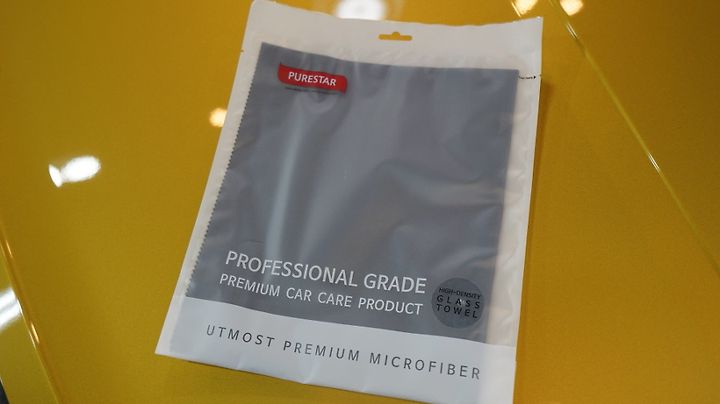 PURESTAR
PROFESSIONAL GRADE
PREMIUM CAR CARE PRODUCT
HIGH-DENSITY
GLASS
TOWEL
UTMOST PREMIUM MICROFIBER